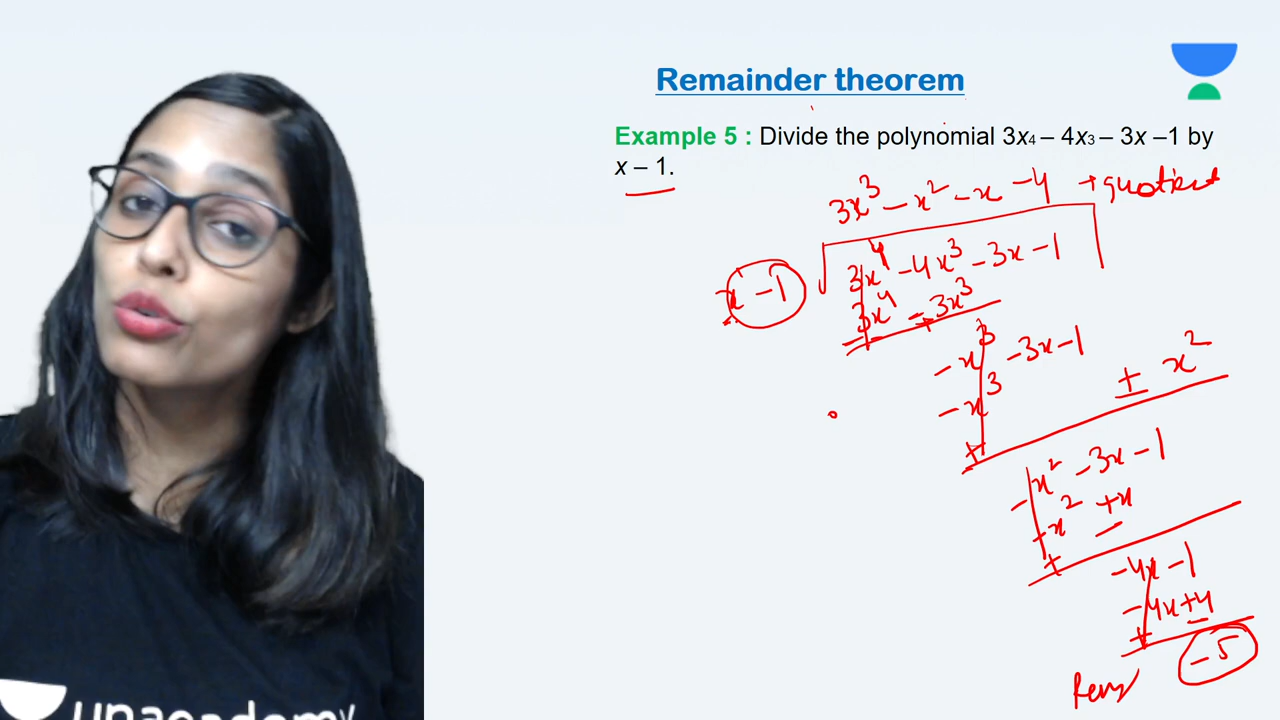 Remainder theorem
Example 5 : Divide the polynomial 3x4 – 4x3 – 3x –1 by
x – 1.
3x³ – x² – x – 4 → quotient
x – 1
3x⁴ – 4x³ – 3x – 1
3x⁴ – 3x³
– +
– x³ – 3x – 1
– x³ + x²
+ –
– x² – 3x – 1
– x² + x
+ –
– 4x – 1
– 4x + 4
+ –
– 5
unacademy